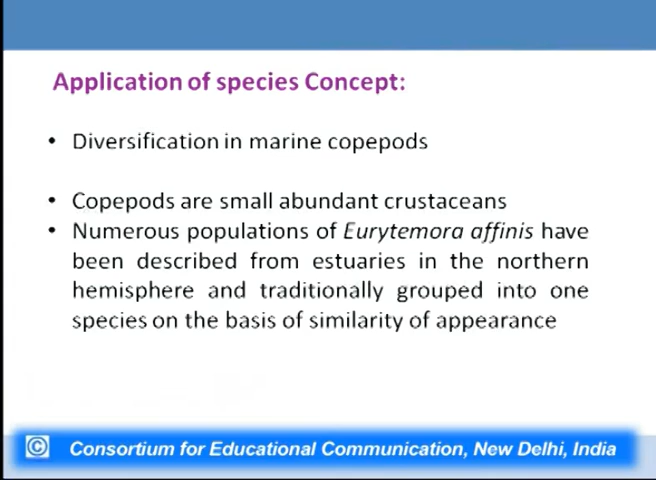 Application of species Concept:
• Diversification in marine copepods
• Copepods are small abundant crustaceans
• Numerous populations of Eurytemora affinis have
been described from estuaries in the northern
hemisphere and traditionally grouped into one
species on the basis of similarity of appearance
© Consortium for Educational Communication, New Delhi, India